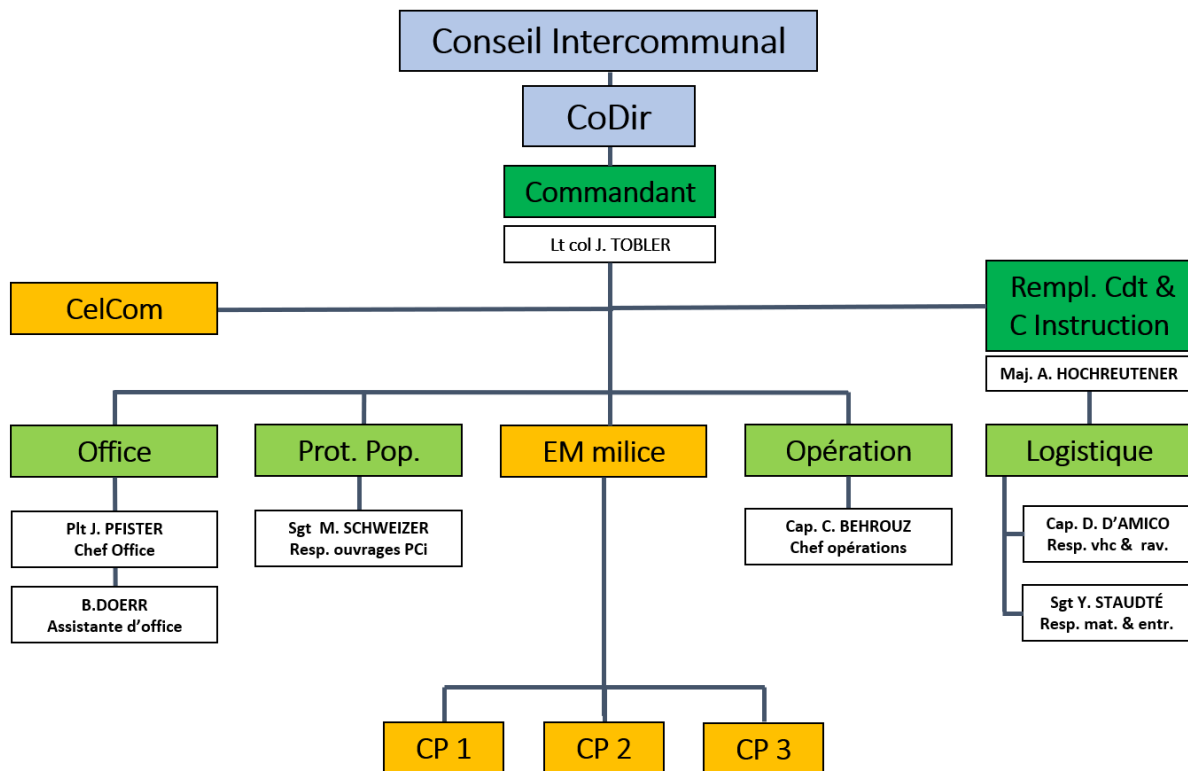 Conseil Intercommunal
CoDir
Commandant
Lt col J. TOBLER
CelCom
Rempl. Cdt &
C Instruction
Maj. A. HOCHREUTENER
Office
Prot. Pop.
EM milice
Opération
Logistique
Plt J. PFISTER
Chef Office
Sgt M. SCHWEIZER
Resp. ouvrages PCi
Cap. C. BEHROUZ
Chef opérations
Cap. D. D’AMICO
Resp. vhc & rav.
B.DOERR
Assistante d’office
Sgt Y. STAUDTÉ
Resp. mat. & entr.
CP 1
CP 2
CP 3